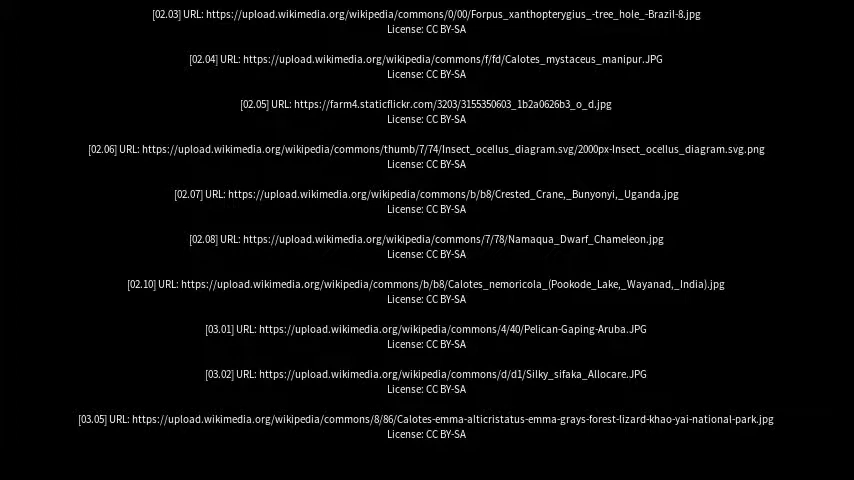 [02.03] URL: https://upload.wikimedia.org/wikipedia/commons/0/00/Forpus_xanthopterygius_-tree_hole_-Brazil-8.jpg
License: CC BY-SA
[02.04] URL: https://upload.wikimedia.org/wikipedia/commons/f/fd/Calotes_mystaceus_manipur.JPG
License: CC BY-SA
[02.05] URL: https://farm4.staticflickr.com/3203/3155350603_1b2a0626b3_o_d.jpg
License: CC BY-SA
[02.06] URL: https://upload.wikimedia.org/wikipedia/commons/thumb/7/74/Insect_ocellus_diagram.svg/2000px-Insect_ocellus_diagram.svg.png
License: CC BY-SA
[02.07] URL: https://upload.wikimedia.org/wikipedia/commons/b/b8/Crested_Crane,_Bunyonyi,_Uganda.jpg
License: CC BY-SA
[02.08] URL: https://upload.wikimedia.org/wikipedia/commons/7/78/Namaqua_Dwarf_Chameleon.jpg
License: CC BY-SA
[02.10] URL: https://upload.wikimedia.org/wikipedia/commons/b/b8/Calotes_nemoricola_(Pookode_Lake,_Wayanad,_India).jpg
License: CC BY-SA
[03.01] URL: https://upload.wikimedia.org/wikipedia/commons/4/40/Pelican-Gaping-Aruba.JPG
License: CC BY-SA
[03.02] URL: https://upload.wikimedia.org/wikipedia/commons/d/d1/Silky_sifaka_Allocare.JPG
License: CC BY-SA
[03.05] URL: https://upload.wikimedia.org/wikipedia/commons/8/86/Calotes-emma-alticristatus-emma-grays-forest-lizard-khao-yai-national-park.jpg
License: CC BY-SA